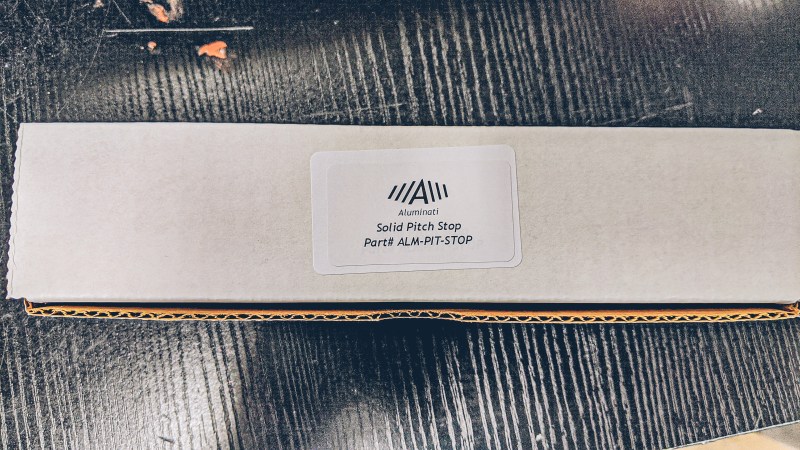 A
Aluminati
Solid Pitch Stop
Part# ALM-PIT-STOP